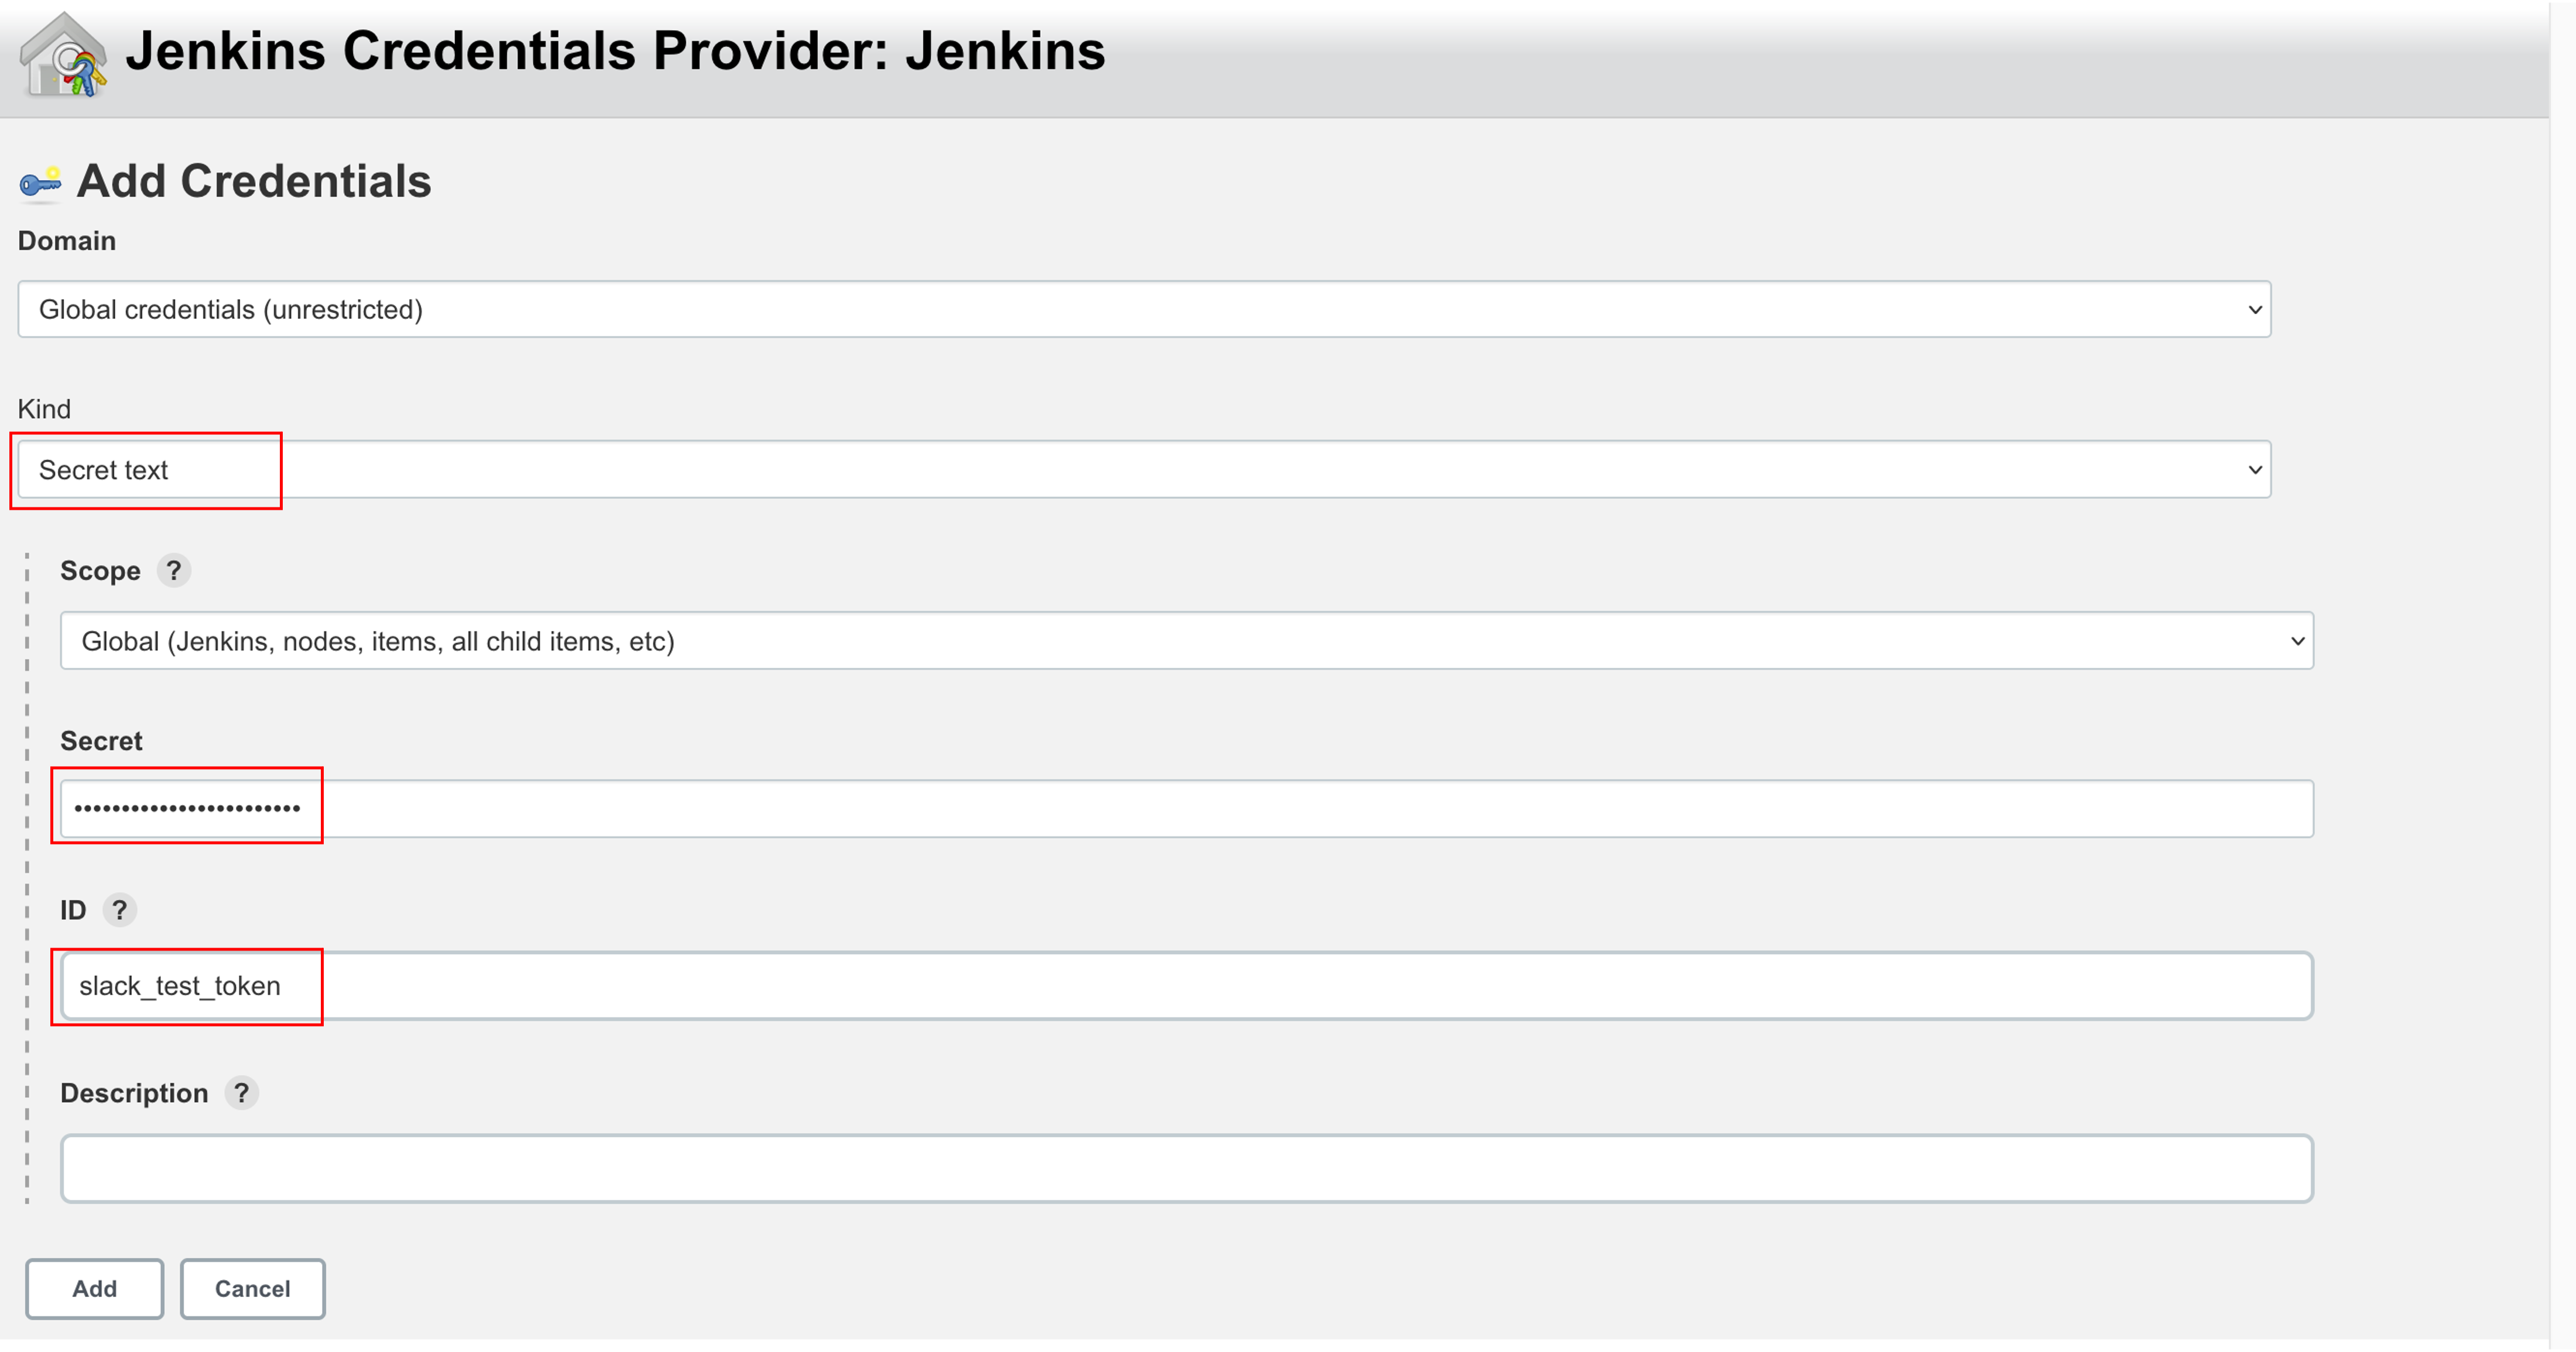 Jenkins Credentials Provider: Jenkins
Add Credentials
Domain
Global credentials (unrestricted)
Kind
Secret text
Scope ?
Global (Jenkins, nodes, items, all child items, etc)
Secret
••••••••••••••••••••••••
ID ?
slack_test_token
Description ?
Add Cancel